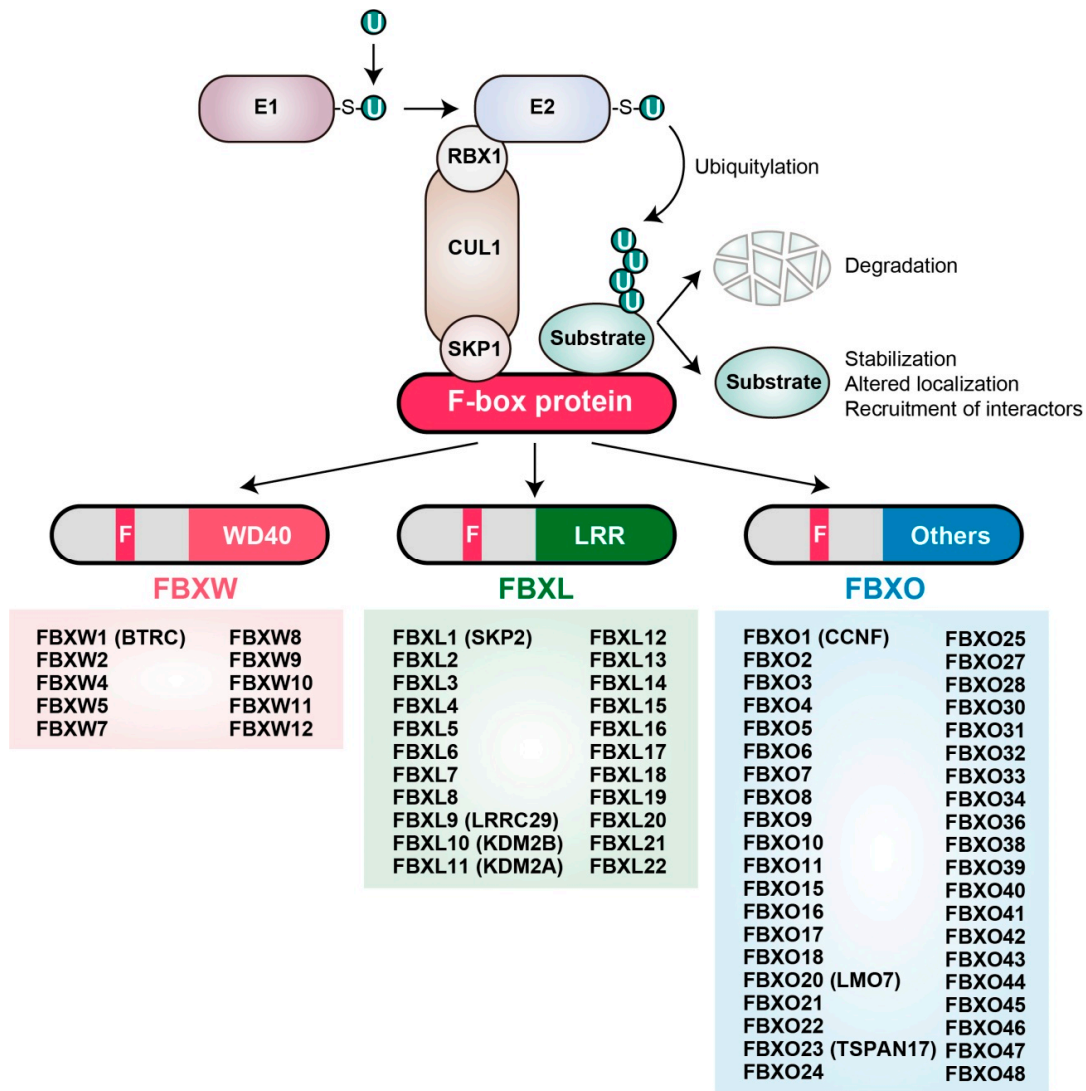 U
E1
-S-U
E2
-S-U
RBX1
Ubiquitylation
CUL1
U
U
U
U
Degradation
Substrate
SKP1
Stabilization
Substrate
Altered localization
Recruitment of interactors
F-box protein
F WD40
F LRR
F Others
FBXW
FBXL
FBXO
FBXW1 (BTRC)
FBXW2
FBXW4
FBXW5
FBXW7
FBXW8
FBXW9
FBXW10
FBXW11
FBXW12
FBXL1 (SKP2)
FBXL2
FBXL3
FBXL4
FBXL5
FBXL6
FBXL7
FBXL8
FBXL9 (LRRC29)
FBXL10 (KDM2B)
FBXL11 (KDM2A)
FBXL12
FBXL13
FBXL14
FBXL15
FBXL16
FBXL17
FBXL18
FBXL19
FBXL20
FBXL21
FBXL22
FBXO1 (CCNF)
FBXO2
FBXO3
FBXO4
FBXO5
FBXO6
FBXO7
FBXO8
FBXO9
FBXO10
FBXO11
FBXO15
FBXO16
FBXO17
FBXO18
FBXO20 (LMO7)
FBXO21
FBXO22
FBXO23 (TSPAN17)
FBXO24
FBXO25
FBXO27
FBXO28
FBXO30
FBXO31
FBXO32
FBXO33
FBXO34
FBXO36
FBXO38
FBXO39
FBXO40
FBXO41
FBXO42
FBXO43
FBXO44
FBXO45
FBXO46
FBXO47
FBXO48